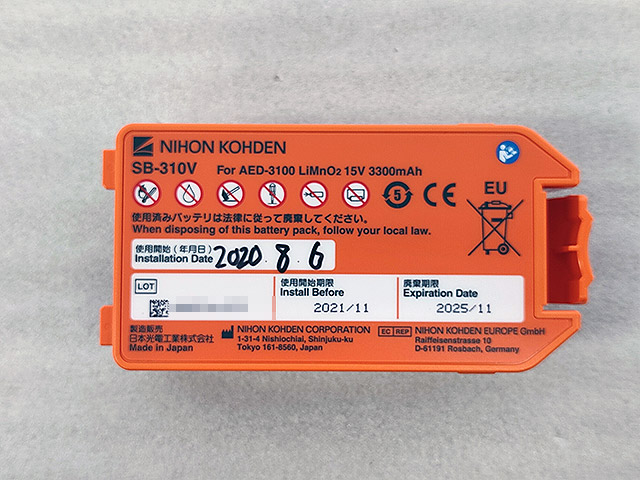 NIHON KOHDEN
SB-310V For AED-3100 LiMnO2 15V 3300mAh
5
CE
EU
使用済みバッテリは法律に従って廃棄してください。
When disposing of this battery pack, follow your local law.
使用開始(年月日)
Installation Date 2020.8.6
LOT
使用開始期限
Install Before
2021/11
廃棄期限
Expiration Date
2025/11
製造販売
日本光電工業株式会社
Made in Japan
NIHON KOHDEN CORPORATION
1-31-4 Nishiochiai, Shinjuku-ku
Tokyo 161-8560, Japan
EC REP NIHON KOHDEN EUROPE GmbH
Raiffeisenstrasse 10
D-61191 Rosbach, Germany